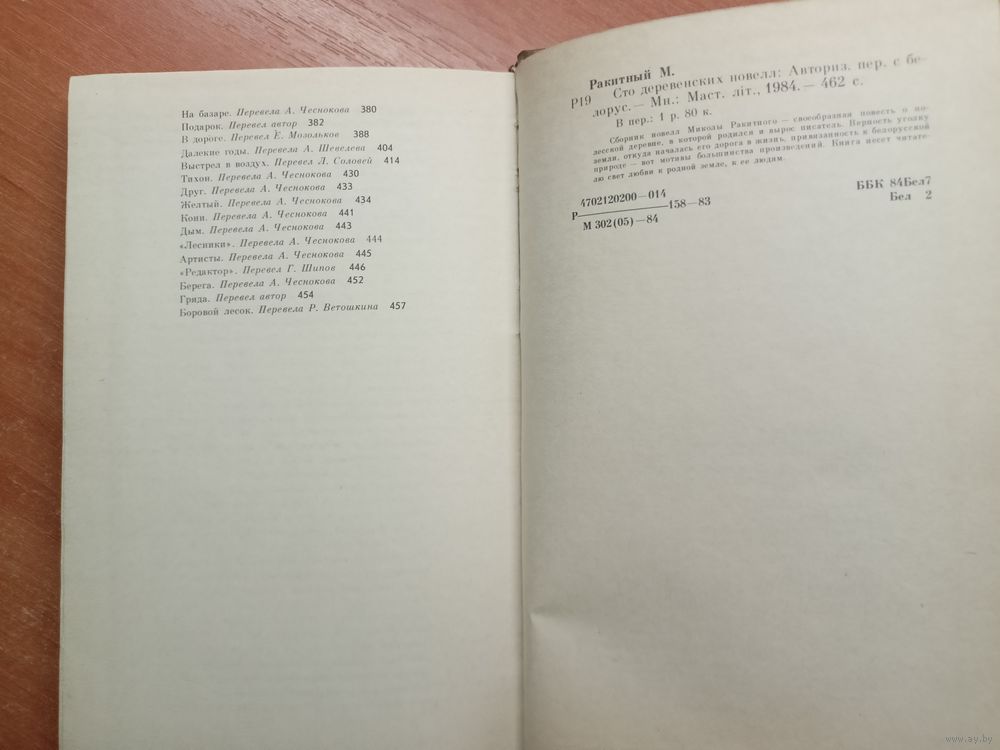 На базаре. Перевела А. Чеснокова 380
Подарок. Перевел автор 382
В дороге. Перевел Е. Мозольков 388
Далекие годы. Перевела А. Шевелева 404
Выстрел в воздух. Перевел Л. Соловей 414
Тихон. Перевела А. Чеснокова 430
Друг. Перевела А. Чеснокова 433
Желтый. Перевела А. Чеснокова 434
Кони. Перевела А. Чеснокова 441
Дым. Перевела А. Чеснокова 443
«Лесники». Перевела А. Чеснокова 444
Артисты. Перевела А. Чеснокова 445
«Редактор». Перевел Г. Шипов 446
Берега. Перевела А. Чеснокова 452
Гряда. Перевел автор 454
Боровой лесок. Перевела Р. Ветошкина 457
Ракитный М.
Р19 Сто деревенских новелл: Авториз. пер. с бе-
лорус.— Мн.: Маст. літ., 1984.— 462 с.
В пер.: 1 р. 80 к.
Сборник новелл Миколы Ракитного — своеобразная повесть о по-
лесской деревне, в которой родился и вырос писатель. Верность уголку
земли, откуда началась его дорога в жизнь, привязанность к белорусской
природе — вот мотивы большинства произведений. Книга несет читате-
лю свет любви к родной земле, к ее людям.
4702120200—014
Р———158—83
М 302(05)—84
ББК 84Бел7
Бел 2
www.ay.by